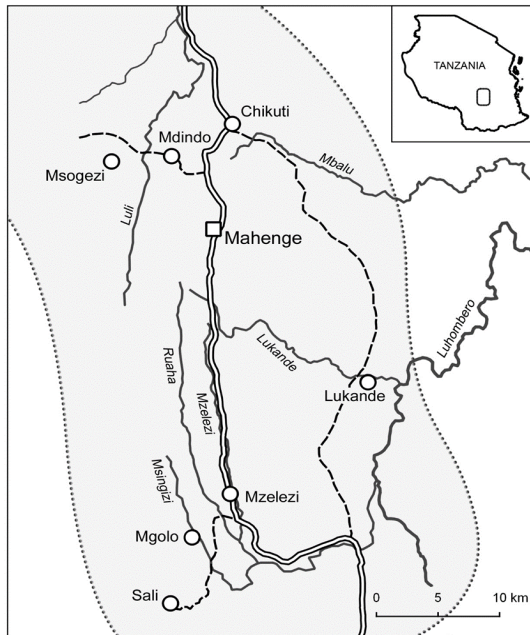 TANZANIA
Chikuti
Mdindo
Msogezi
Mbalu
Luli
Mahenge
Luhombero
Lukande
Ruaha
Mzelezi
Lukande
Msingizi
Mzelezi
Mgolo
Sali
0 5 10 km